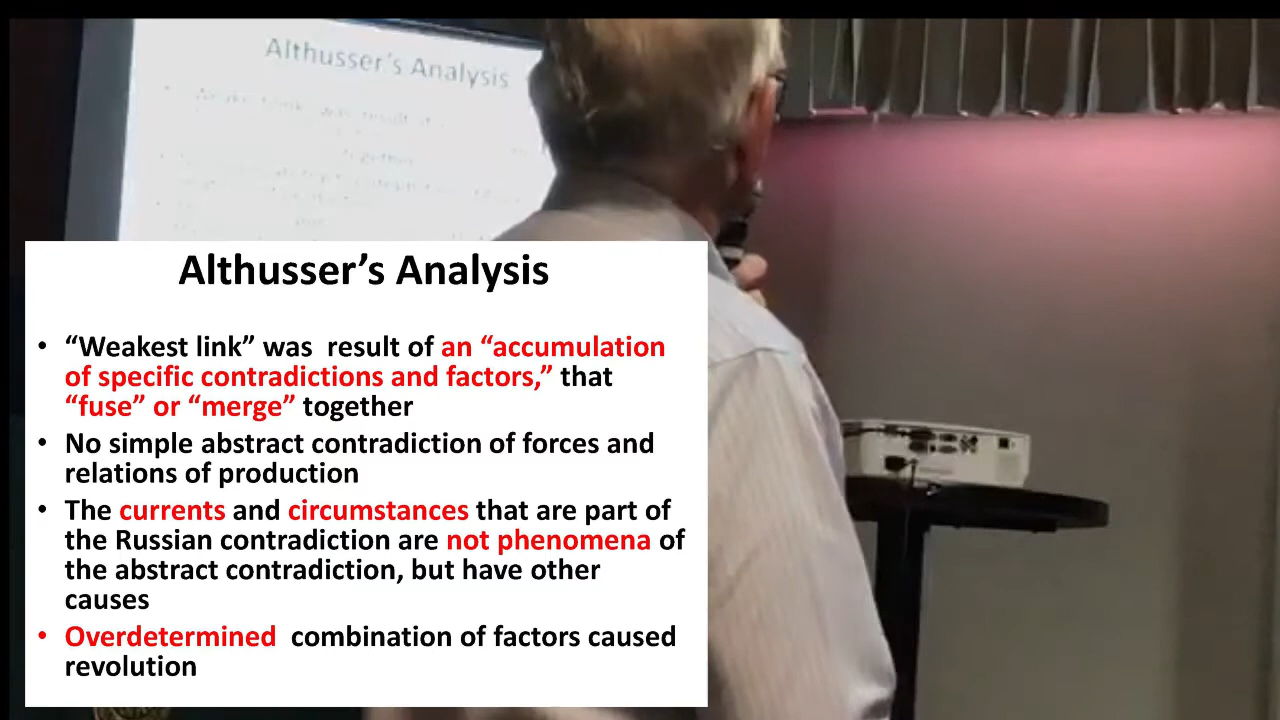 Althusser's Analysis
was result
together
Althusser’s Analysis
• “Weakest link” was result of an “accumulation
of specific contradictions and factors,” that
“fuse” or “merge” together
• No simple abstract contradiction of forces and
relations of production
• The currents and circumstances that are part of
the Russian contradiction are not phenomena of
the abstract contradiction, but have other
causes
• Overdetermined combination of factors caused
revolution